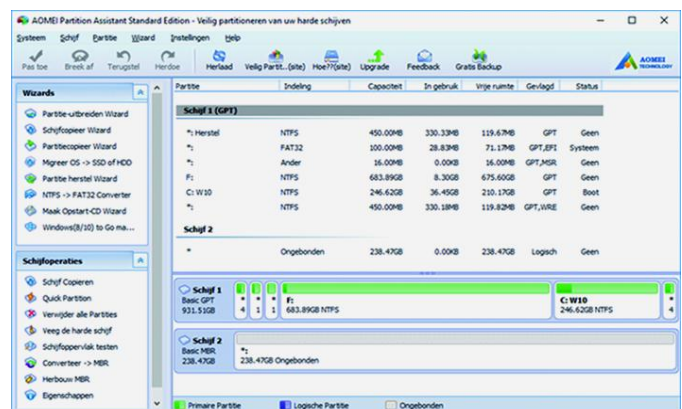 AOMEI Partition Assistant Standard Edition - Veilig partitioneren van uw harde schijven
Systeem Schijf Partitie Wizard Instellingen Help
Pas toe Breek af Terugstel Herdoe Herlaad Veilig Partit...(site) Hoe??(site) Upgrade Feedback Gratis Backup
AOMEI
TECHNOLOGY
Wizards
Partitie-uitbreiden Wizard
Schijfcopieer Wizard
Partitiecopieer Wizard
Migreer OS -> SSD of HDD
Partitie herstel Wizard
NTFS -> FAT32 Converter
Maak Opstart-CD Wizard
Windows(8/10) to Go ma...
Schijfoperaties
Schijf Copieren
Quick Partition
Verwijder alle Partities
Veeg de harde schijf
Schijfoppervlak testen
Converteer -> MBR
Herbouw MBR
Eigenschappen
Partitie Indeling Capaciteit In gebruik Vrije ruimte Gevlagd Status
Schijf 1 (GPT)
*: Herstel NTFS 450.00MB 330.33MB 119.67MB GPT Geen
*: FAT32 100.00MB 28.83MB 71.17MB GPT,EFI Systeem
*: Ander 16.00MB 0.00KB 16.00MB GPT,MSR Geen
F: NTFS 683.89GB 8.30GB 675.60GB GPT Geen
C: W10 NTFS 246.62GB 36.45GB 210.17GB GPT Boot
*: NTFS 450.00MB 330.18MB 119.82MB GPT,WRE Geen
Schijf 2
* Ongebonden 238.47GB 0.00KB 238.47GB Logisch Geen
Schijf 1
Basic GPT
931.51GB
* * * F: C: W10 *
4 1 1 683.89GB NTFS 246.62GB NTFS 4
Schijf 2
Basic MBR
238.47GB
*:
238.47GB Ongebonden
Primaire Partitie Logische Partitie Ongebonden